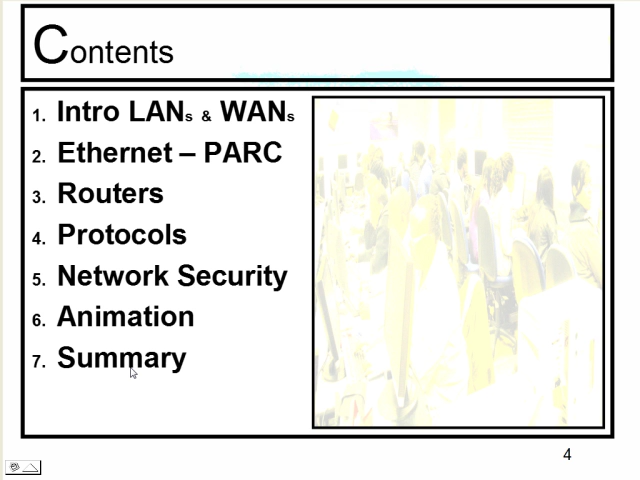 Contents
1. Intro LANs & WANs
2. Ethernet – PARC
3. Routers
4. Protocols
5. Network Security
6. Animation
7. Summary
4